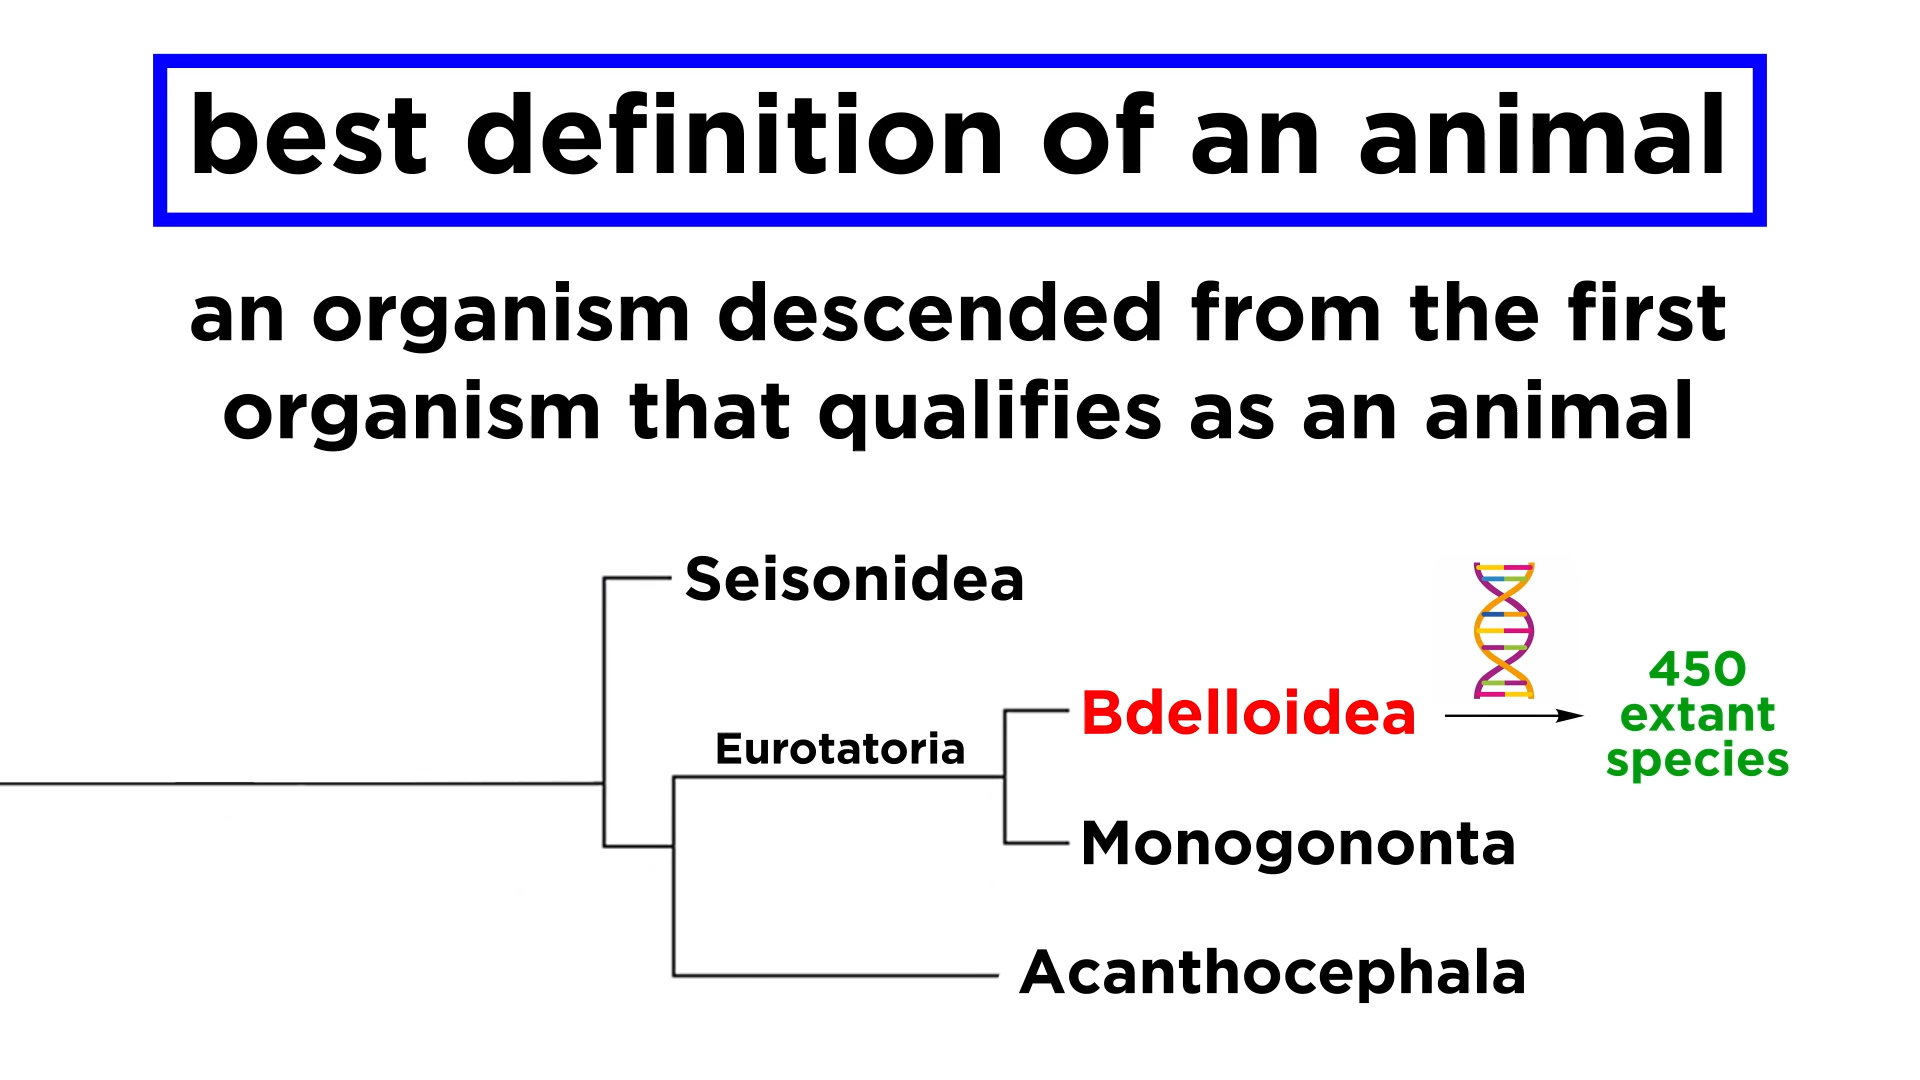 best definition of an animal
an organism descended from the first
organism that qualifies as an animal
Seisonidea
Bdelloidea
450
extant
species
Eurotatoria
Monogononta
Acanthocephala